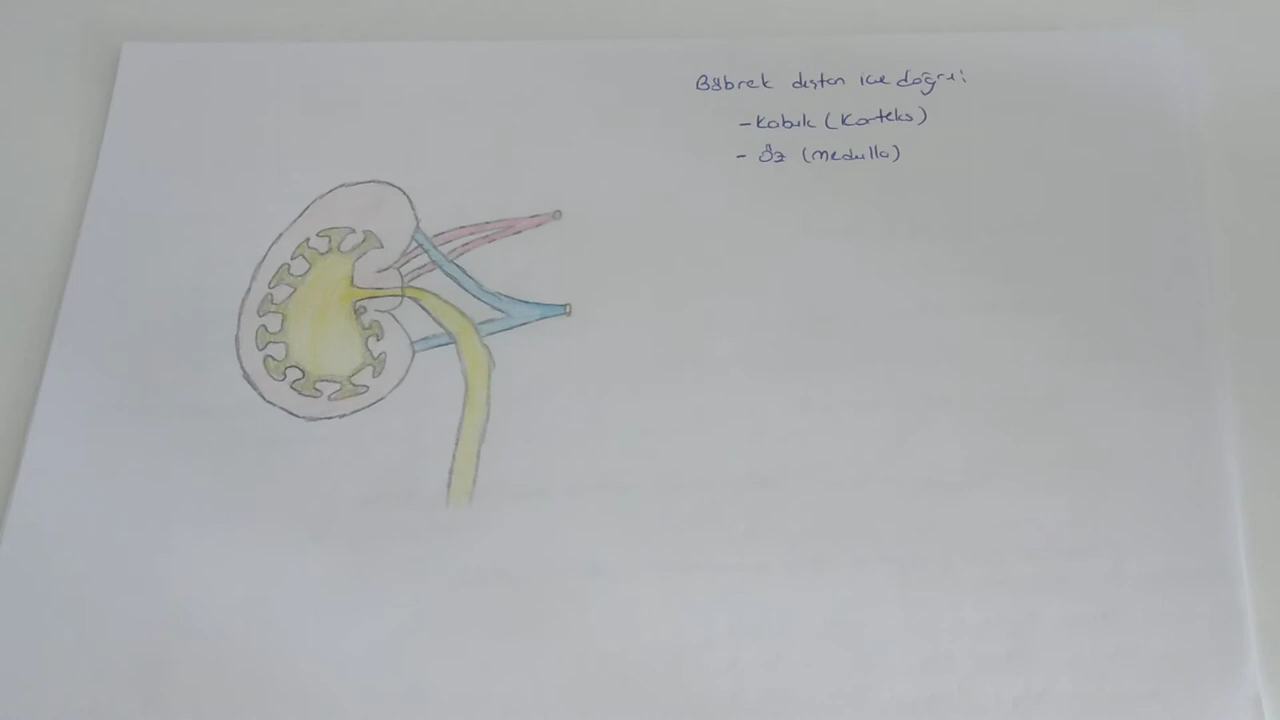 Böbrek dıştan içe doğru:
- Kabuk (Korteks)
- Öz (Medulla)